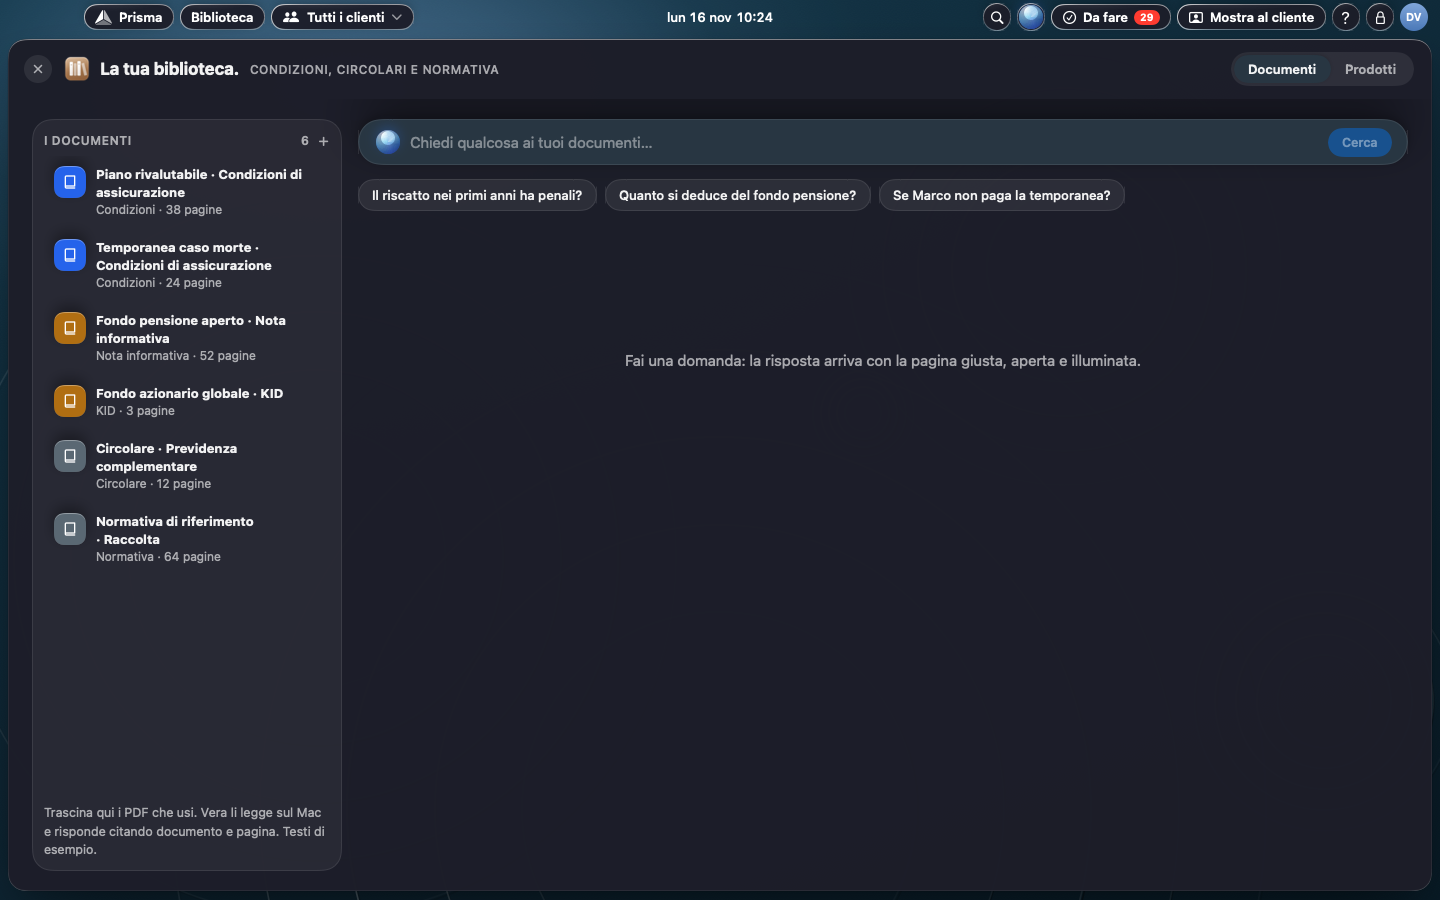 Prisma
Biblioteca
Tutti i clienti
lun 16 nov 10:24
Da fare 29
Mostra al cliente
?
DV
La tua biblioteca. CONDIZIONI, CIRCOLARI E NORMATIVA
Documenti
Prodotti
I DOCUMENTI 6 +
Piano rivalutabile · Condizioni di
assicurazione
Condizioni · 38 pagine
Temporanea caso morte ·
Condizioni di assicurazione
Condizioni · 24 pagine
Fondo pensione aperto · Nota
informativa
Nota informativa · 52 pagine
Fondo azionario globale · KID
KID · 3 pagine
Circolare · Previdenza
complementare
Circolare · 12 pagine
Normativa di riferimento
· Raccolta
Normativa · 64 pagine
Trascina qui i PDF che usi. Vera li legge sul Mac
e risponde citando documento e pagina. Testi di
esempio.
Chiedi qualcosa ai tuoi documenti...
Cerca
Il riscatto nei primi anni ha penali?
Quanto si deduce del fondo pensione?
Se Marco non paga la temporanea?
Fai una domanda: la risposta arriva con la pagina giusta, aperta e illuminata.